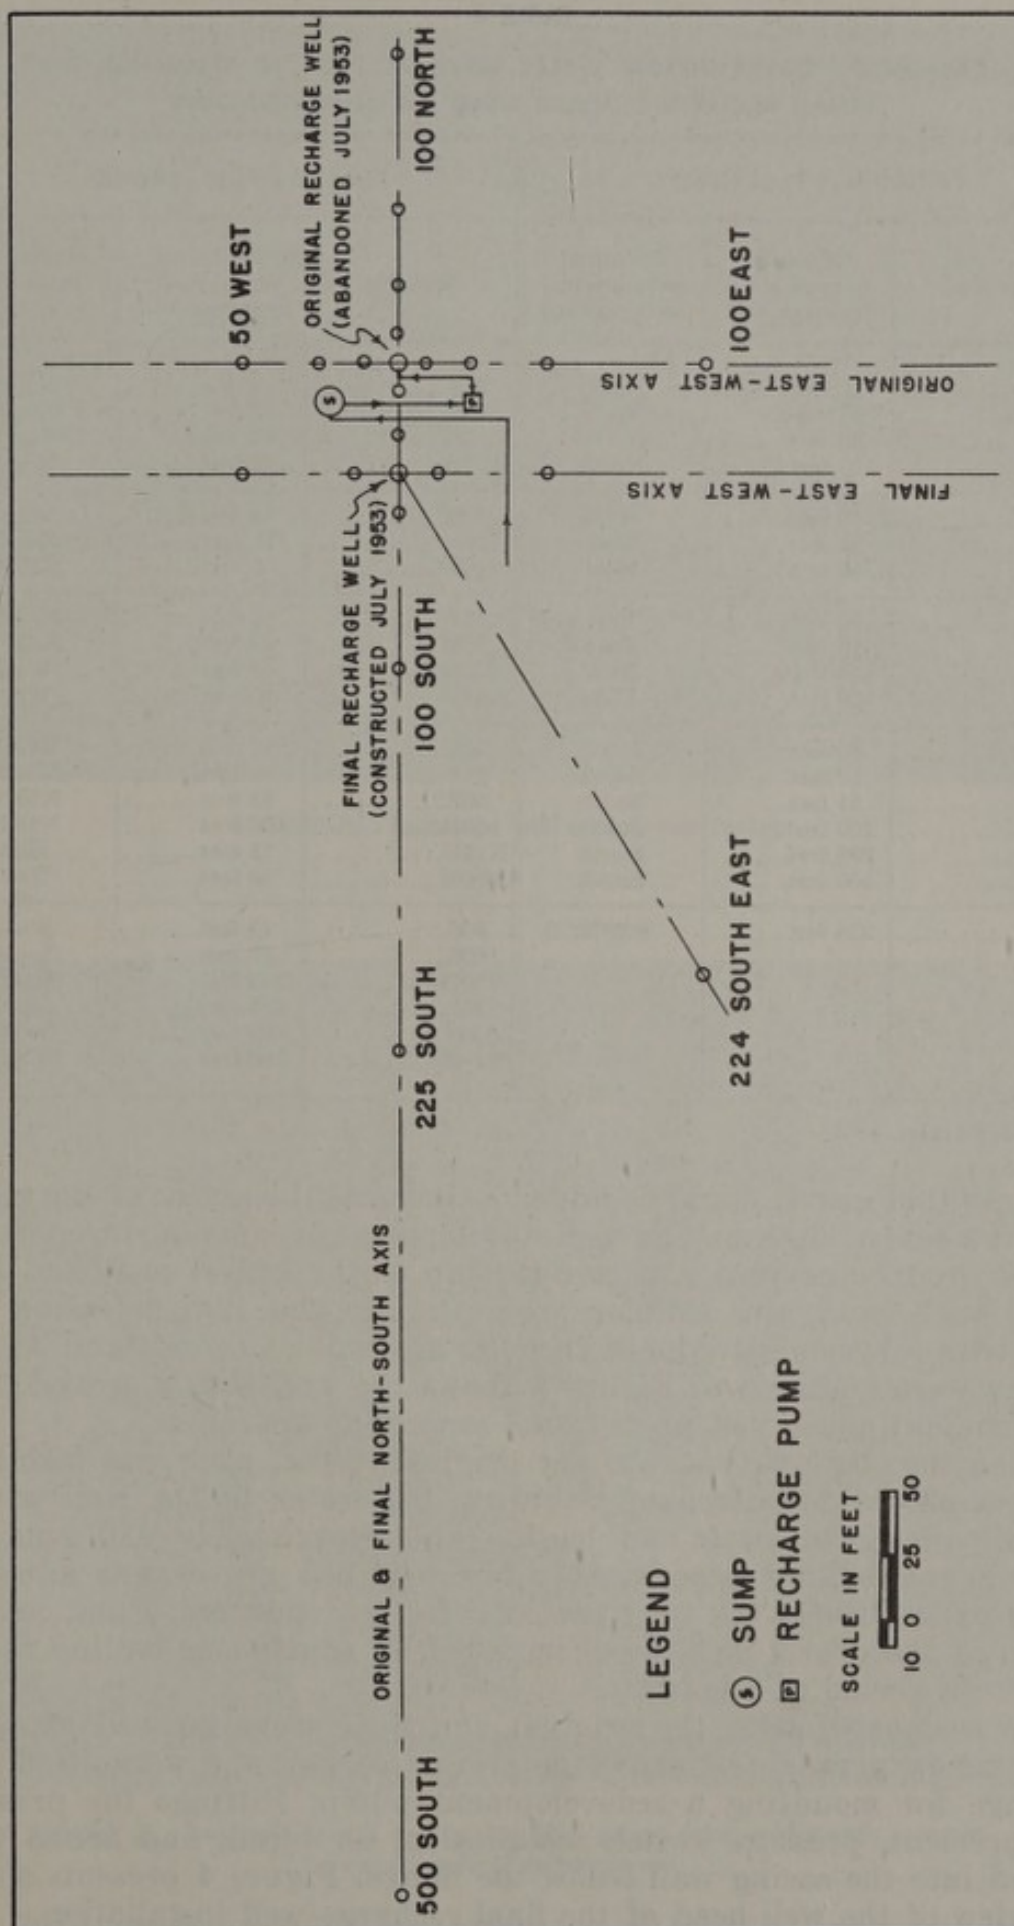 50 WEST
ORIGINAL RECHARGE WELL
(ABANDONED JULY 1953)
100 NORTH
100 EAST
ORIGINAL EAST-WEST AXIS
FINAL EAST-WEST AXIS
S
P
FINAL RECHARGE WELL
(CONSTRUCTED JULY 1953)
100 SOUTH
225 SOUTH
224 SOUTH EAST
ORIGINAL & FINAL NORTH-SOUTH AXIS
500 SOUTH
LEGEND
S SUMP
P RECHARGE PUMP
SCALE IN FEET
10 0 25 50